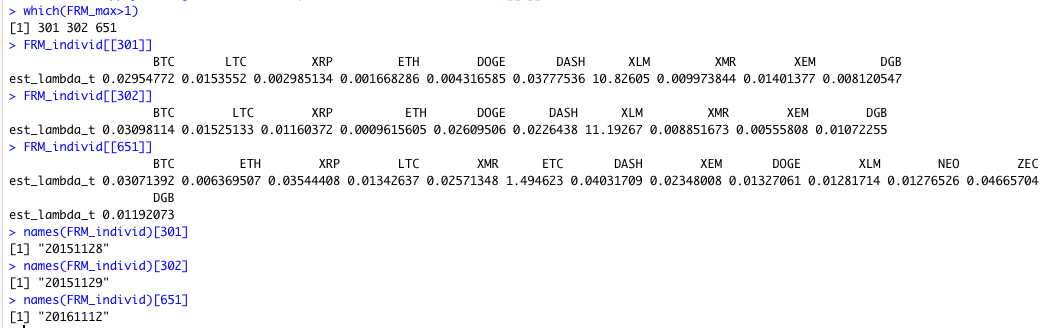 > which(FRM_max>1)
[1] 301 302 651
> FRM_individ[[301]]
BTC LTC XRP ETH DOGE DASH XLM XMR XEM DGB
est_lambda_t 0.02954772 0.0153552 0.002985134 0.001668286 0.004316585 0.03777536 10.82605 0.009973844 0.01401377 0.008120547
> FRM_individ[[302]]
BTC LTC XRP ETH DOGE DASH XLM XMR XEM DGB
est_lambda_t 0.03098114 0.01525133 0.01160372 0.0009615605 0.02609506 0.0226438 11.19267 0.008851673 0.00555808 0.01072255
> FRM_individ[[651]]
BTC ETH XRP LTC XMR ETC DASH XEM DOGE XLM NEO ZEC
est_lambda_t 0.03071392 0.006369507 0.03544408 0.01342637 0.02571348 1.494623 0.04031709 0.02348008 0.01327061 0.01281714 0.01276526 0.04665704
DGB
est_lambda_t 0.01192073
> names(FRM_individ)[301]
[1] "20151128"
> names(FRM_individ)[302]
[1] "20151129"
> names(FRM_individ)[651]
[1] "20161112"